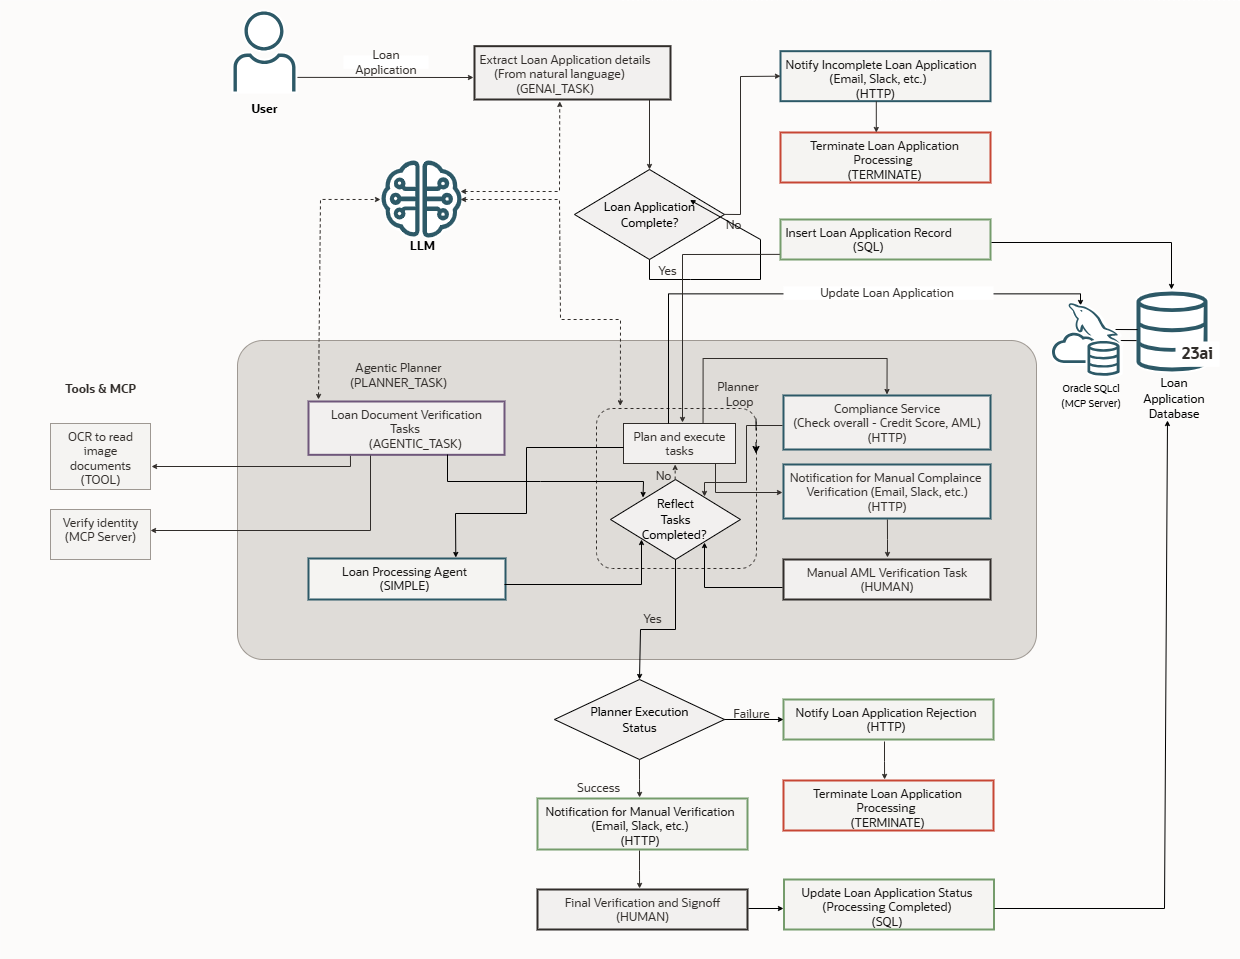 User
Loan
Application
Extract Loan Application details
(From natural language)
(GENAI_TASK)
Notify Incomplete Loan Application
(Email, Slack, etc.)
(HTTP)
Terminate Loan Application
Processing
(TERMINATE)
LLM
Loan Application
Complete?
No
Yes
Insert Loan Application Record
(SQL)
Update Loan Application
23ai
Oracle SQLcl
(MCP Server)
Loan
Application
Database
Tools & MCP
OCR to read
image
documents
(TOOL)
Verify identity
(MCP Server)
Agentic Planner
(PLANNER_TASK)
Loan Document Verification
Tasks
(AGENTIC_TASK)
Planner
Loop
Plan and execute
tasks
No
Reflect
Tasks
Completed?
Compliance Service
(Check overall - Credit Score, AML)
(HTTP)
Notification for Manual Complaince
Verification (Email, Slack, etc.)
(HTTP)
Loan Processing Agent
(SIMPLE)
Manual AML Verification Task
(HUMAN)
Yes
Planner Execution
Status
Failure
Notify Loan Application Rejection
(HTTP)
Terminate Loan Application
Processing
(TERMINATE)
Success
Notification for Manual Verification
(Email, Slack, etc.)
(HTTP)
Final Verification and Signoff
(HUMAN)
Update Loan Application Status
(Processing Completed)
(SQL)